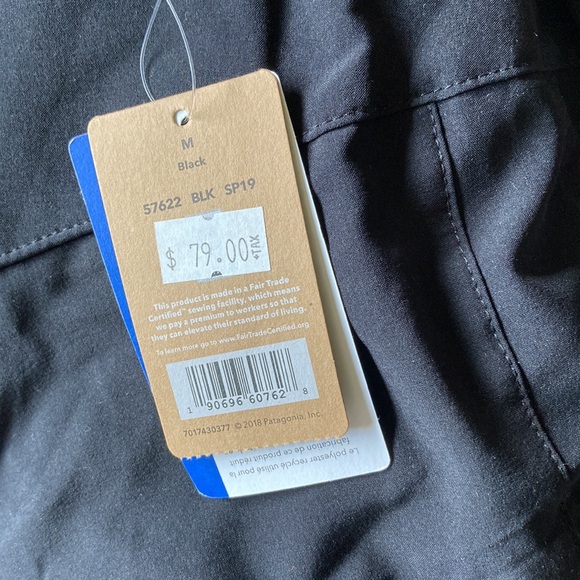 M
Black
57622 BLK SP19
$ 79.00 +TAX
This product is made in a Fair Trade
Certified™ sewing facility, which means
we pay a premium to workers so that
they can elevate their standard of living.
To learn more go to www.FairTradeCertified.org
1 90696 60762 8
7017430377 © 2018 Patagonia, Inc.
Le polyester recyclé utilisé pour la
fabrication de ce produit réduit